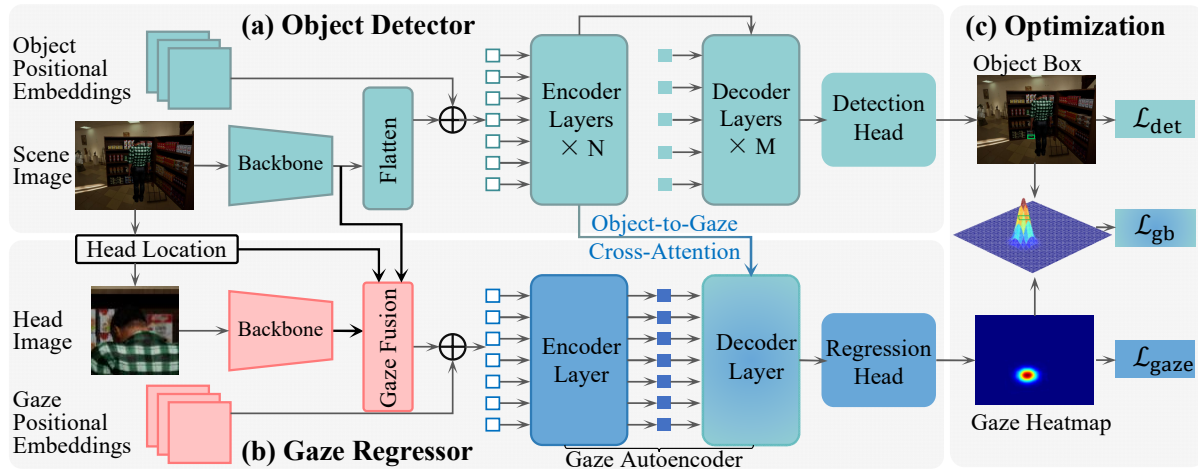 (a) Object Detector
Object
Positional
Embeddings
Scene
Image
Backbone
Flatten
Encoder
Layers
× N
Decoder
Layers
× M
Detection
Head
Object-to-Gaze
Cross-Attention
Head Location
Head
Image
Backbone
Gaze Fusion
Gaze
Positional
Embeddings
(b) Gaze Regressor
Encoder
Layer
Decoder
Layer
Gaze Autoencoder
Regression
Head
(c) Optimization
Object Box
ℒdet
ℒgb
ℒgaze
Gaze Heatmap